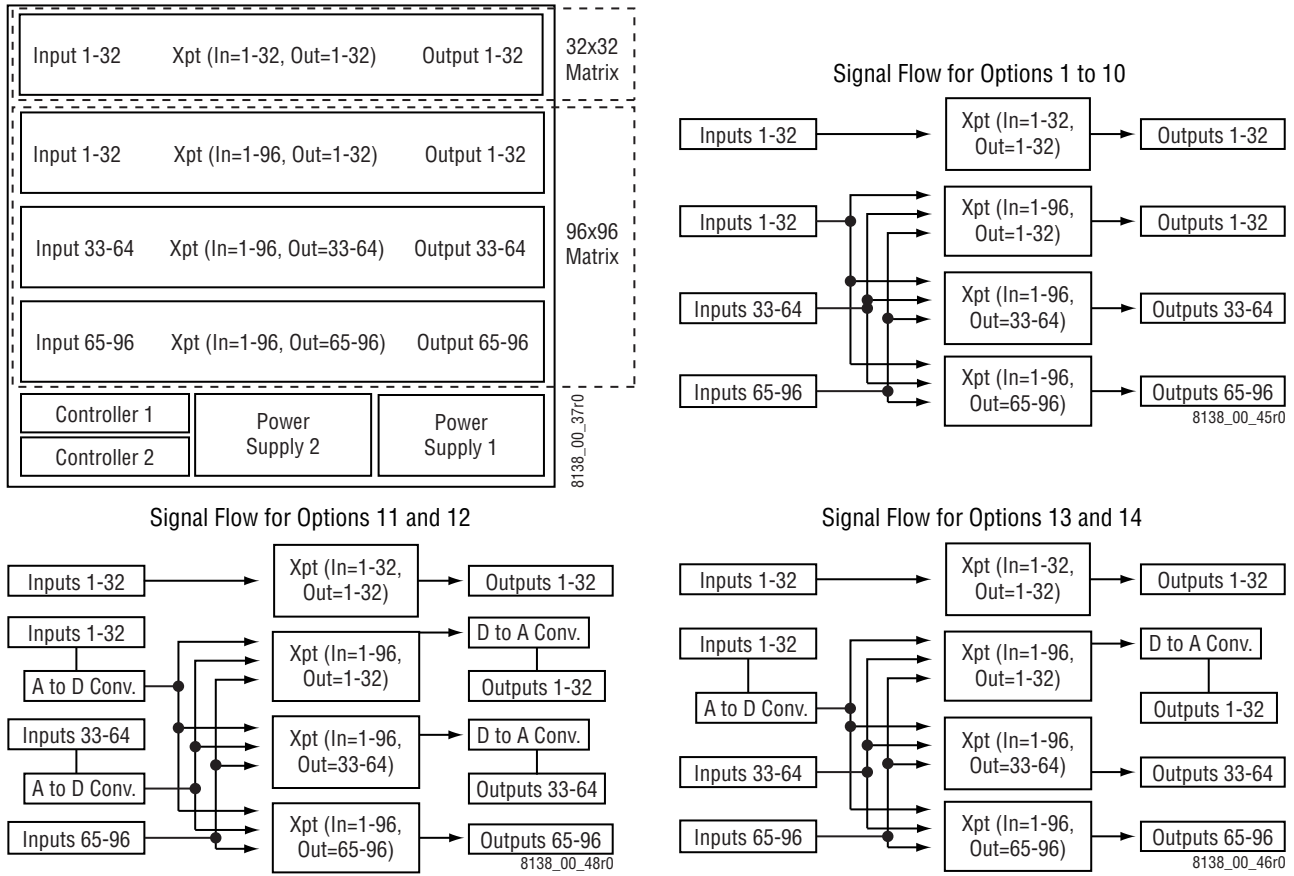 Input 1-32 Xpt (In=1-32, Out=1-32) Output 1-32
32x32
Matrix
Input 1-32 Xpt (In=1-96, Out=1-32) Output 1-32
Input 33-64 Xpt (In=1-96, Out=33-64) Output 33-64
96x96
Matrix
Input 65-96 Xpt (In=1-96, Out=65-96) Output 65-96
Controller 1
Controller 2
Power
Supply 2
Power
Supply 1
8138_00_37r0
Signal Flow for Options 1 to 10
Inputs 1-32
Xpt (In=1-32,
Out=1-32)
Outputs 1-32
Inputs 1-32
Xpt (In=1-96,
Out=1-32)
Outputs 1-32
Inputs 33-64
Xpt (In=1-96,
Out=33-64)
Outputs 33-64
Inputs 65-96
Xpt (In=1-96,
Out=65-96)
Outputs 65-96
8138_00_45r0
Signal Flow for Options 11 and 12
Inputs 1-32
Xpt (In=1-32,
Out=1-32)
Outputs 1-32
Inputs 1-32
A to D Conv.
Xpt (In=1-96,
Out=1-32)
D to A Conv.
Outputs 1-32
Inputs 33-64
A to D Conv.
Xpt (In=1-96,
Out=33-64)
D to A Conv.
Outputs 33-64
Inputs 65-96
Xpt (In=1-96,
Out=65-96)
Outputs 65-96
8138_00_48r0
Signal Flow for Options 13 and 14
Inputs 1-32
Xpt (In=1-32,
Out=1-32)
Outputs 1-32
Inputs 1-32
A to D Conv.
Xpt (In=1-96,
Out=1-32)
D to A Conv.
Outputs 1-32
Inputs 33-64
Xpt (In=1-96,
Out=33-64)
Outputs 33-64
Inputs 65-96
Xpt (In=1-96,
Out=65-96)
Outputs 65-96
8138_00_46r0